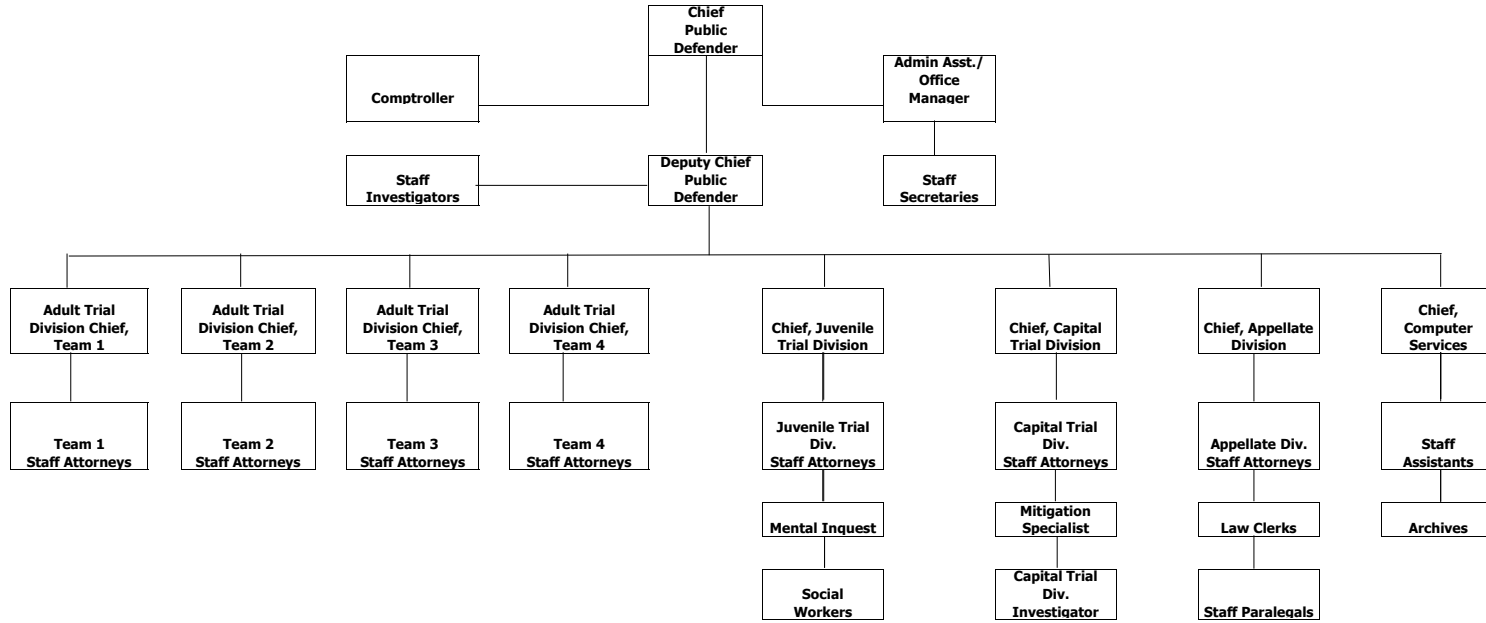 Chief
Public
Defender
Comptroller
Admin Asst./
Office
Manager
Staff
Investigators
Deputy Chief
Public
Defender
Staff
Secretaries
Adult Trial
Division Chief,
Team 1
Adult Trial
Division Chief,
Team 2
Adult Trial
Division Chief,
Team 3
Adult Trial
Division Chief,
Team 4
Chief, Juvenile
Trial Division
Chief, Capital
Trial Division
Chief, Appellate
Division
Chief,
Computer
Services
Team 1
Staff Attorneys
Team 2
Staff Attorneys
Team 3
Staff Attorneys
Team 4
Staff Attorneys
Juvenile Trial
Div.
Staff Attorneys
Capital Trial
Div.
Staff Attorneys
Appellate Div.
Staff Attorneys
Staff
Assistants
Mental Inquest
Mitigation
Specialist
Law Clerks
Archives
Social
Workers
Capital Trial
Div.
Investigator
Staff Paralegals